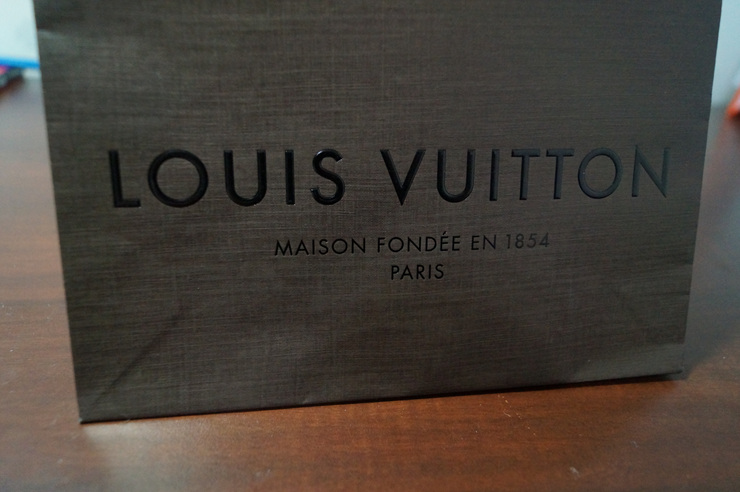 LOUIS VUITTON
MAISON FONDÉE EN 1854
PARIS